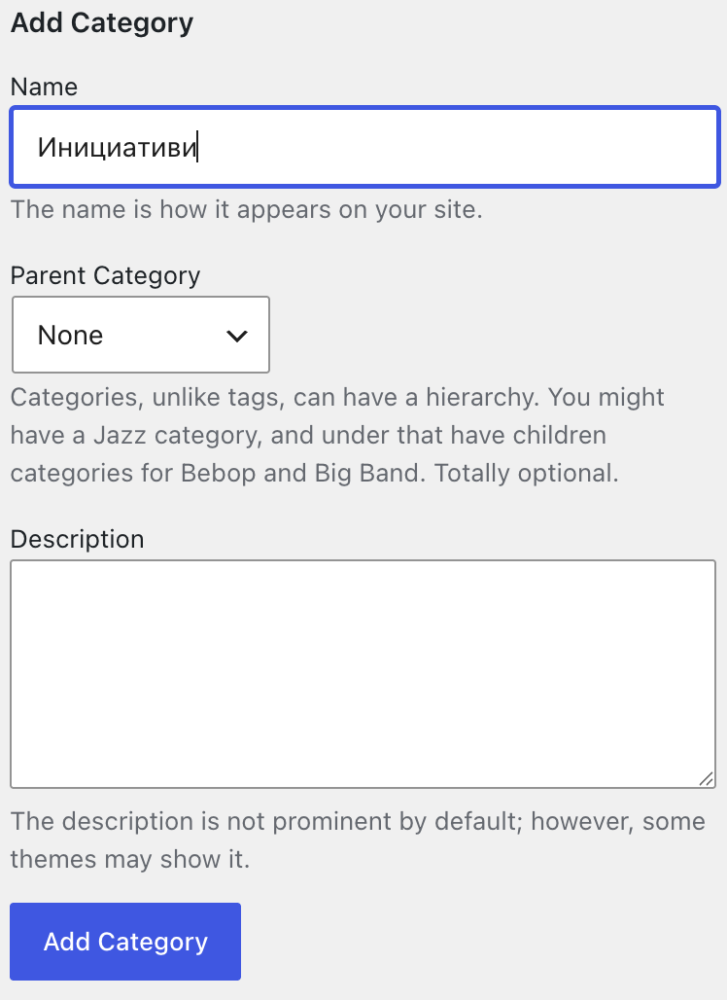 Add Category
Name
Инициативи
The name is how it appears on your site.
Parent Category
None
Categories, unlike tags, can have a hierarchy. You might
have a Jazz category, and under that have children
categories for Bebop and Big Band. Totally optional.
Description
The description is not prominent by default; however, some
themes may show it.
Add Category